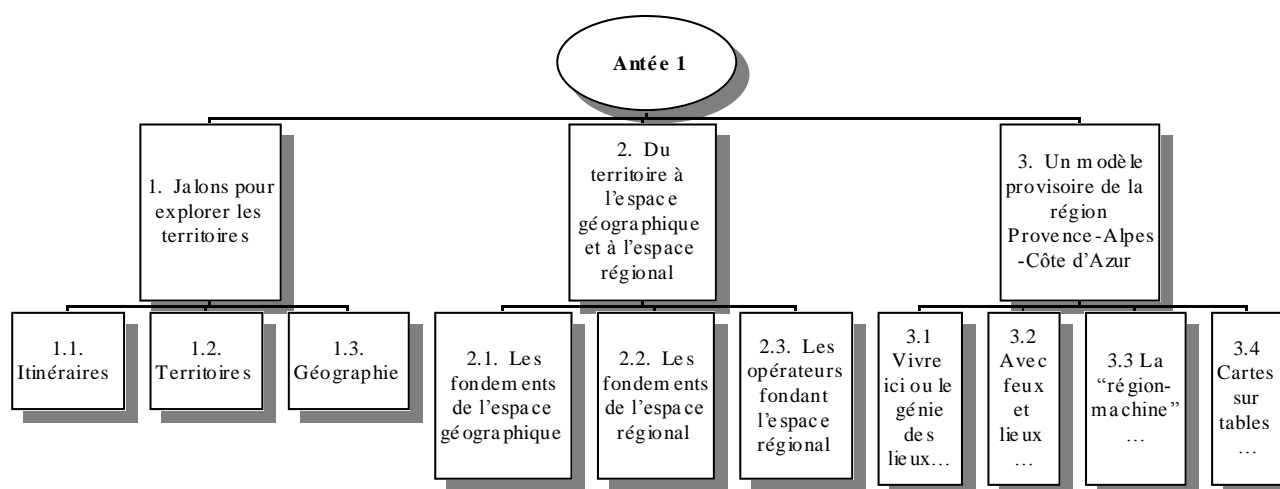 Antée 1
1. Jalons pour
explorer les
territoires
2. Du
territoire à
l'espace
géographique
et à l'espace
régional
3. Un modèle
provisoire de la
région
Provence-Alpes
-Côte d'Azur
1.1.
Itinéraires
1.2.
Territoires
1.3.
Géographie
2.1. Les
fondements
de l'espace
géographique
2.2. Les
fondements
de l'espace
régional
2.3. Les
opérateurs
fondant
l'espace
régional
3.1
Vivre
ici ou le
génie
des
lieux…
3.2
Avec
feux
et
lieux
…
3.3 La
“région-
machine”
…
3.4
Cartes
sur
tables
…